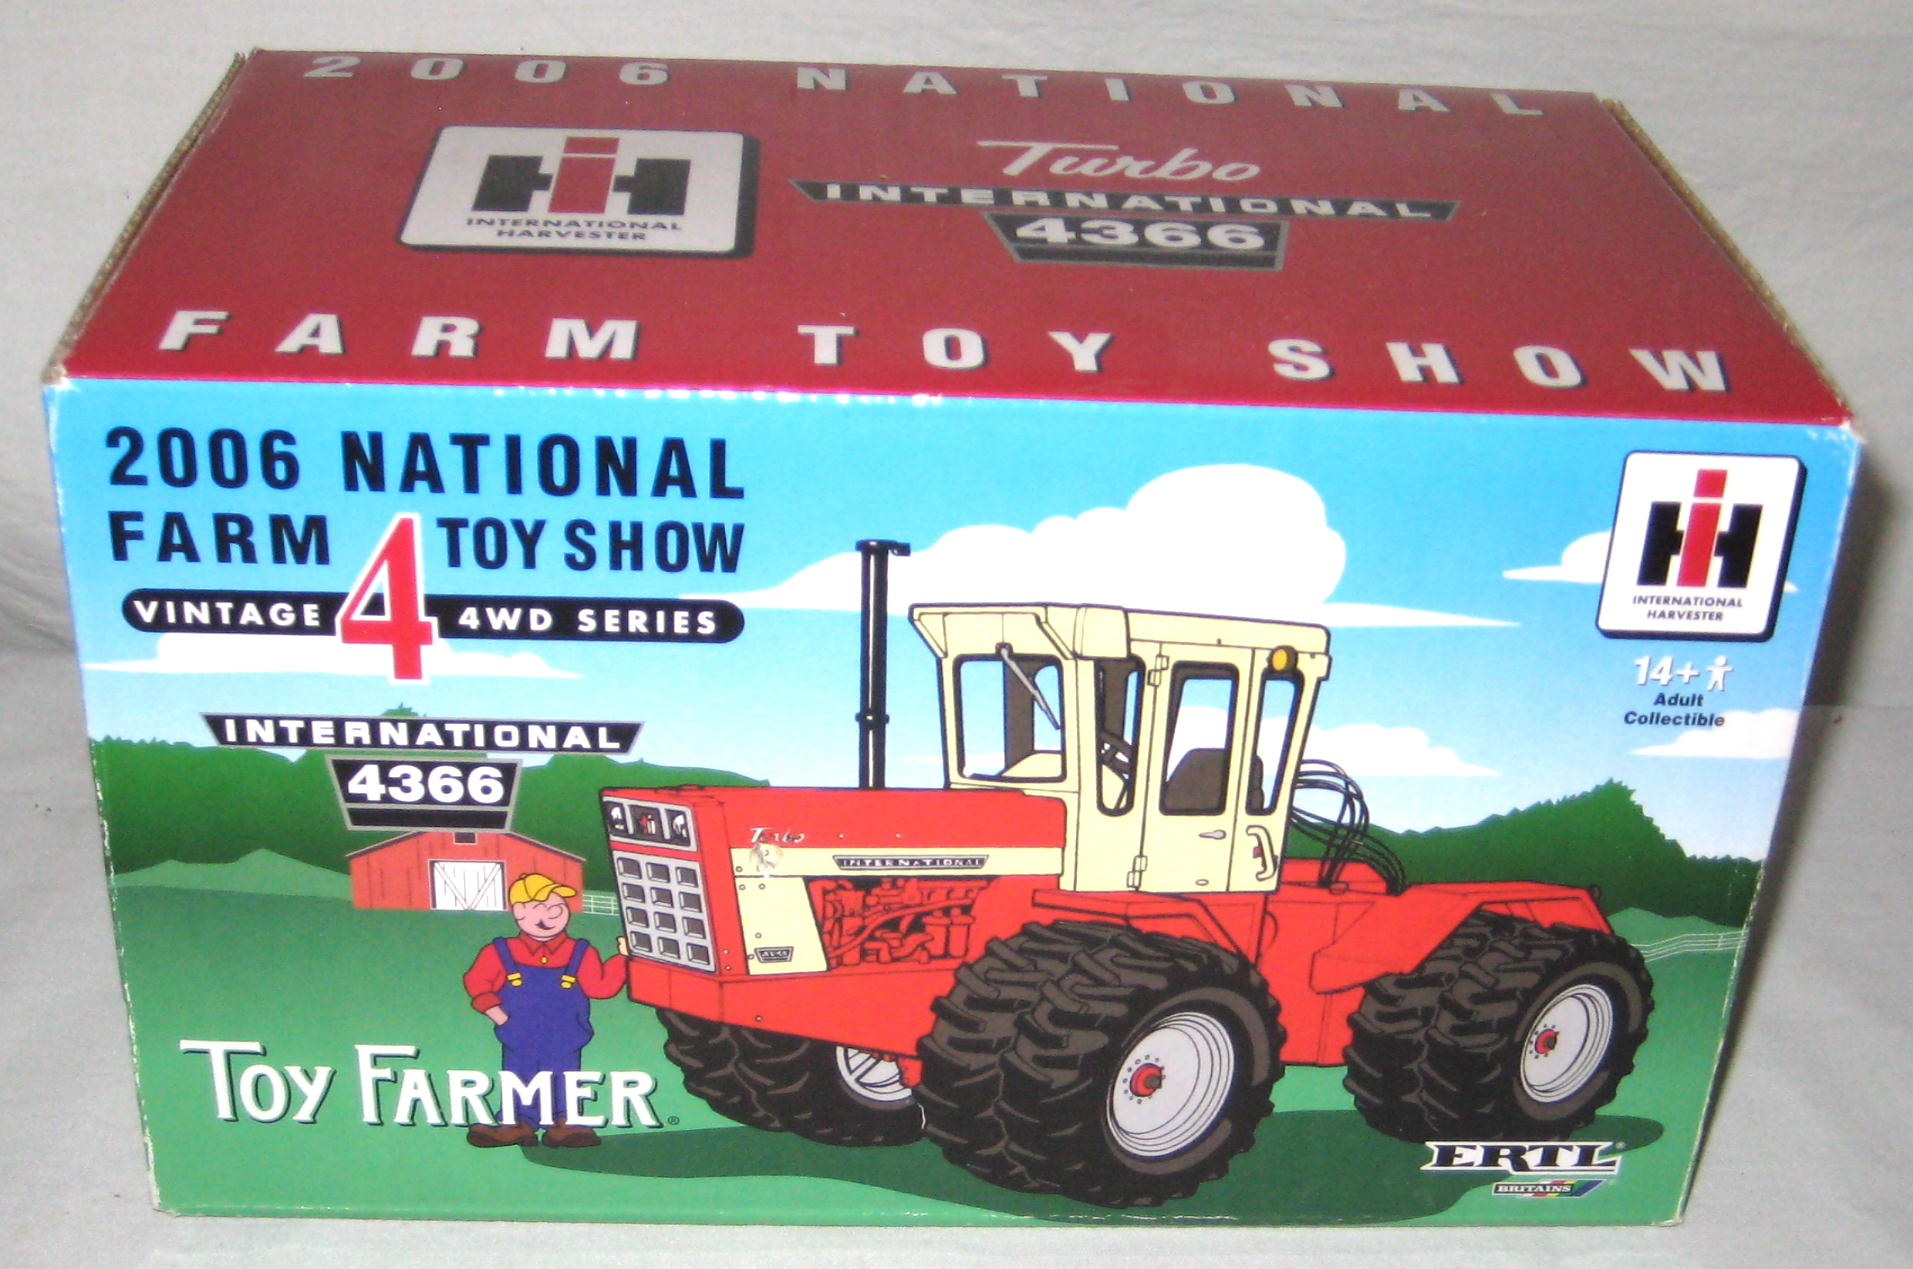 2006 NATIONAL
INTERNATIONAL
HARVESTER
Turbo
INTERNATIONAL
4366
FARM TOY SHOW
2006 NATIONAL
FARM 4 TOY SHOW
VINTAGE 4WD SERIES
INTERNATIONAL
4366
INTERNATIONAL
HARVESTER
14+
Adult
Collectible
Turbo
INTERNATIONAL
TOY FARMER®
ERTL®
BRITAINS